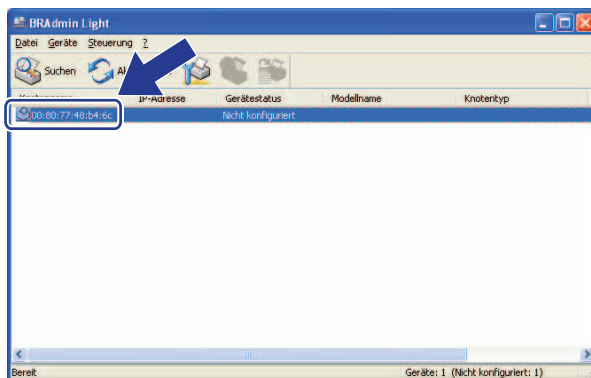 BRAdmin Light
Datei Geräte Steuerung ?
Suchen
IP-Adresse Gerätestatus Modellname Knotentyp
00:80:77:48:b4:6c Nicht konfiguriert
Bereit Geräte: 1 (Nicht konfiguriert: 1)